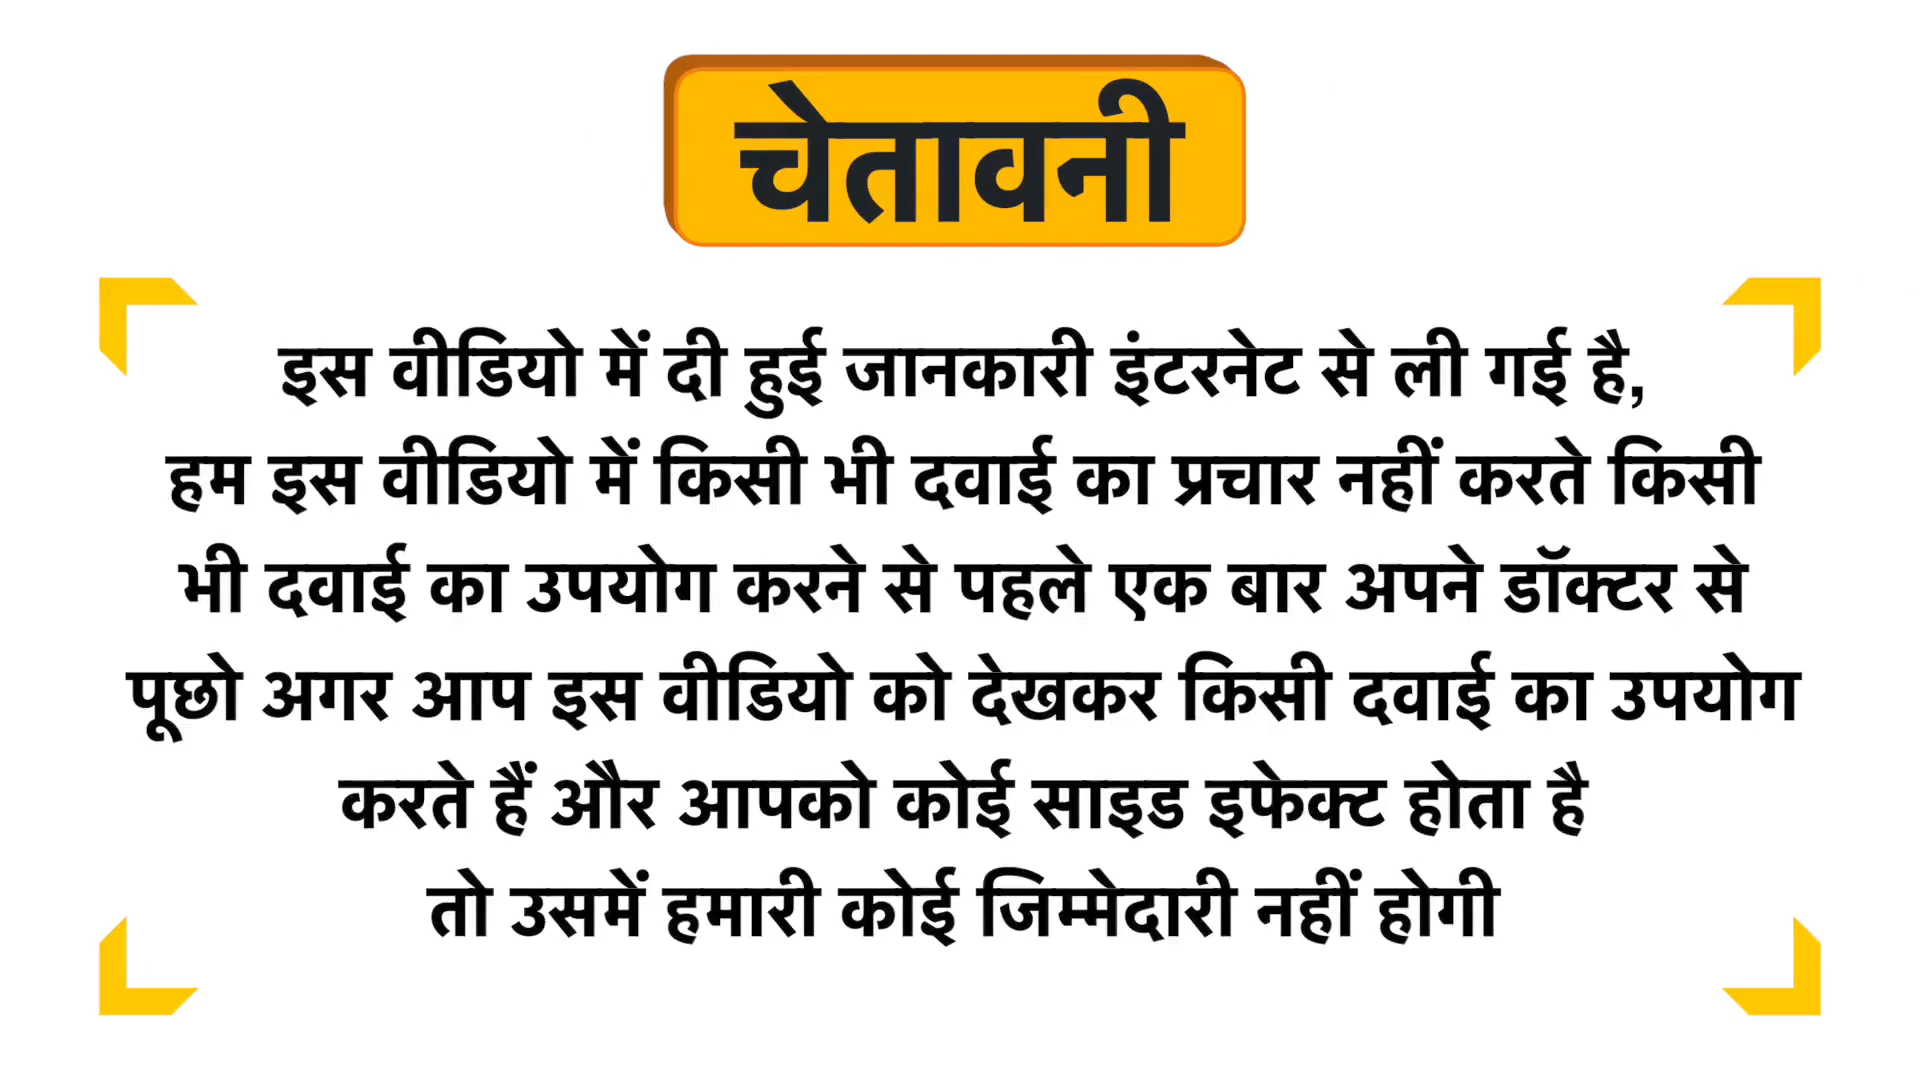 चेतावनी
इस वीडियो में दी हुई जानकारी इंटरनेट से ली गई है,
हम इस वीडियो में किसी भी दवाई का प्रचार नहीं करते किसी
भी दवाई का उपयोग करने से पहले एक बार अपने डॉक्टर से
पूछो अगर आप इस वीडियो को देखकर किसी दवाई का उपयोग
करते हैं और आपको कोई साइड इफेक्ट होता है
तो उसमें हमारी कोई जिम्मेदारी नहीं होगी